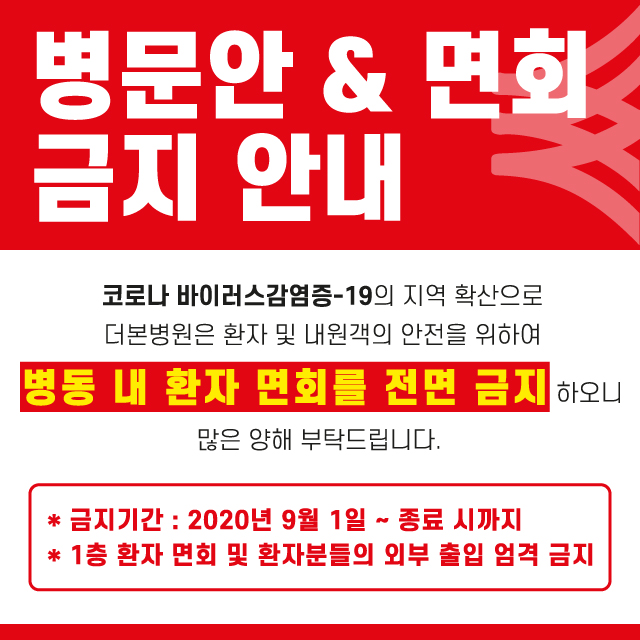 병문안 & 면회
금지 안내
코로나 바이러스감염증-19의 지역 확산으로
더본병원은 환자 및 내원객의 안전을 위하여
병동 내 환자 면회를 전면 금지 하오니
많은 양해 부탁드립니다.
* 금지기간 : 2020년 9월 1일 ~ 종료 시까지
* 1층 환자 면회 및 환자분들의 외부 출입 엄격 금지